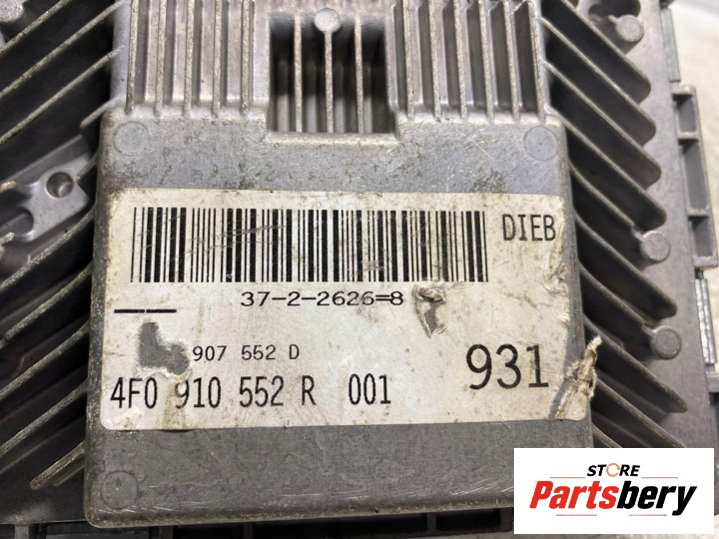 DIEB
37-2-2626=8
907 552 D
931
4F0 910 552 R 001
STORE
Partsbery